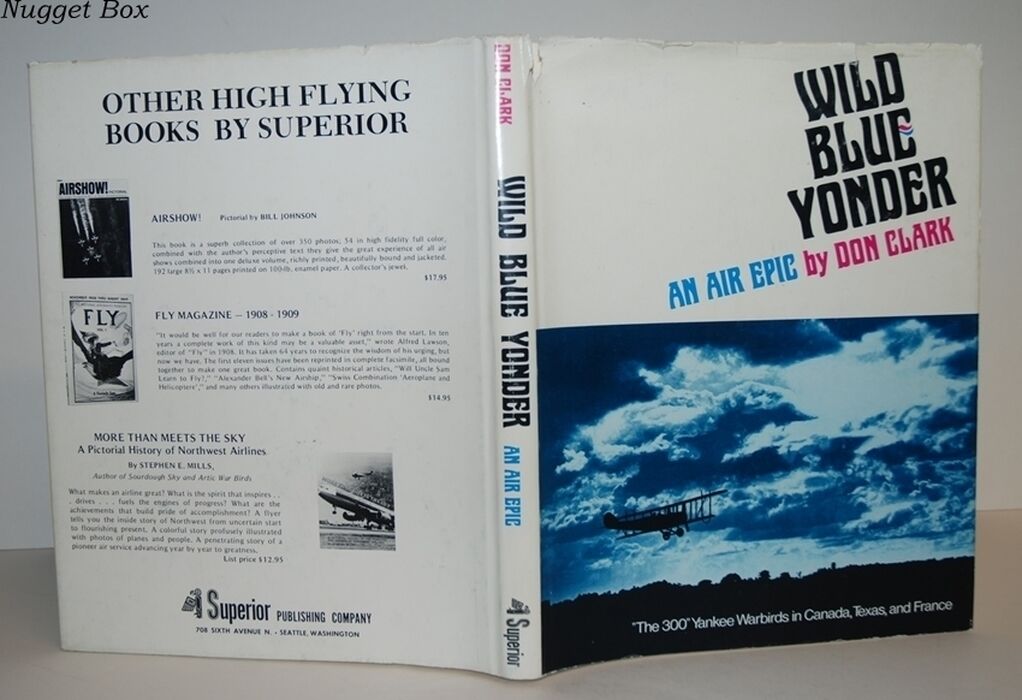 Nugget Box
OTHER HIGH FLYING
BOOKS BY SUPERIOR
AIRSHOW!
AIRSHOW! Pictorial by BILL JOHNSON
This book is a superb collection of over 350 photos; 54 in high fidelity full color,
combined with the author's perceptive text they give the great experience of all air
shows combined into one deluxe volume, richly printed, beautifully bound and jacketed.
192 large 8½ x 11 pages printed on 100-lb. enamel paper. A collector's jewel.
$17.95
FLY
FLY MAGAZINE — 1908 - 1909
"It would be well for our readers to make a book of 'Fly' right from the start. In ten
years a complete work of this kind may be a valuable asset," wrote Alfred Lawson,
editor of "Fly" in 1908. It has taken 64 years to recognize the wisdom of his urging, but
now we have. The first eleven issues have been reprinted in complete facsimile, all bound
together to make one great book. Contains quaint historical articles, "Will Uncle Sam
Learn to Fly?," "Alexander Bell's New Airship," "Swiss Combination 'Aeroplane and
Helicoptere'," and many others illustrated with old and rare photos.
$14.95
MORE THAN MEETS THE SKY
A Pictorial History of Northwest Airlines
By STEPHEN E. MILLS,
Author of Sourdough Sky and Artic War Birds
What makes an airline great? What is the spirit that inspires . .
. drives . . . fuels the engines of progress? What are the
achievements that build pride of accomplishment? A flyer
tells you the inside story of Northwest from uncertain start
to flourishing present. A colorful story profusely illustrated
with photos of planes and people. A penetrating story of a
pioneer air service advancing year by year to greatness.
List price $12.95
Superior PUBLISHING COMPANY
708 SIXTH AVENUE N. - SEATTLE, WASHINGTON
DON CLARK
WILD BLUE YONDER
AN AIR EPIC
Superior
WILD
BLUE
YONDER
AN AIR EPIC by DON CLARK
"The 300" Yankee Warbirds in Canada, Texas, and France